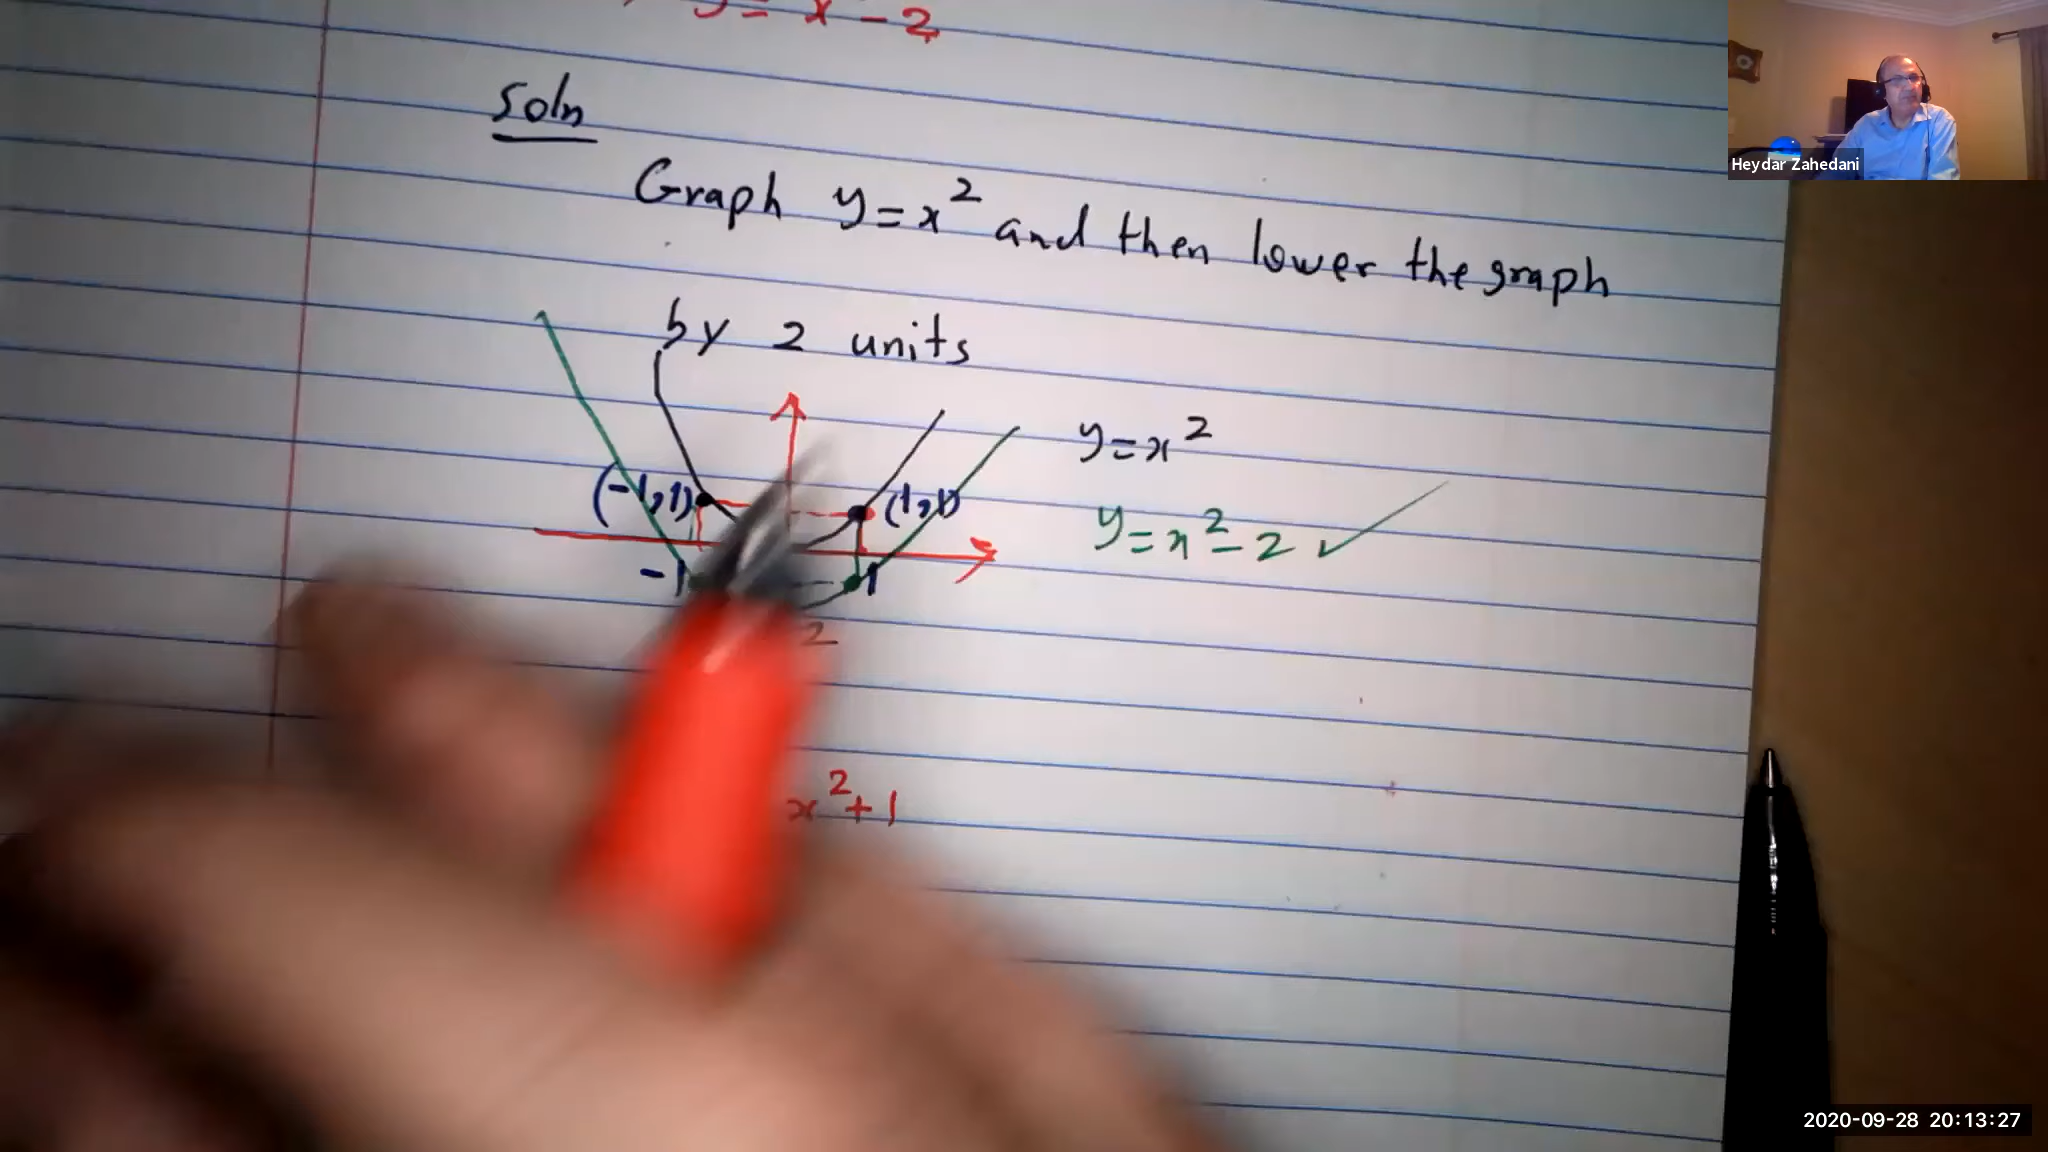 y = x - 2
Heydar Zahedani
Soln
Graph y = x² and then lower the graph
by 2 units
y = x²
(-1,1) (1,1)
y = x² - 2 ✓
-1 1
2
x² + 1
2020-09-28 20:13:27